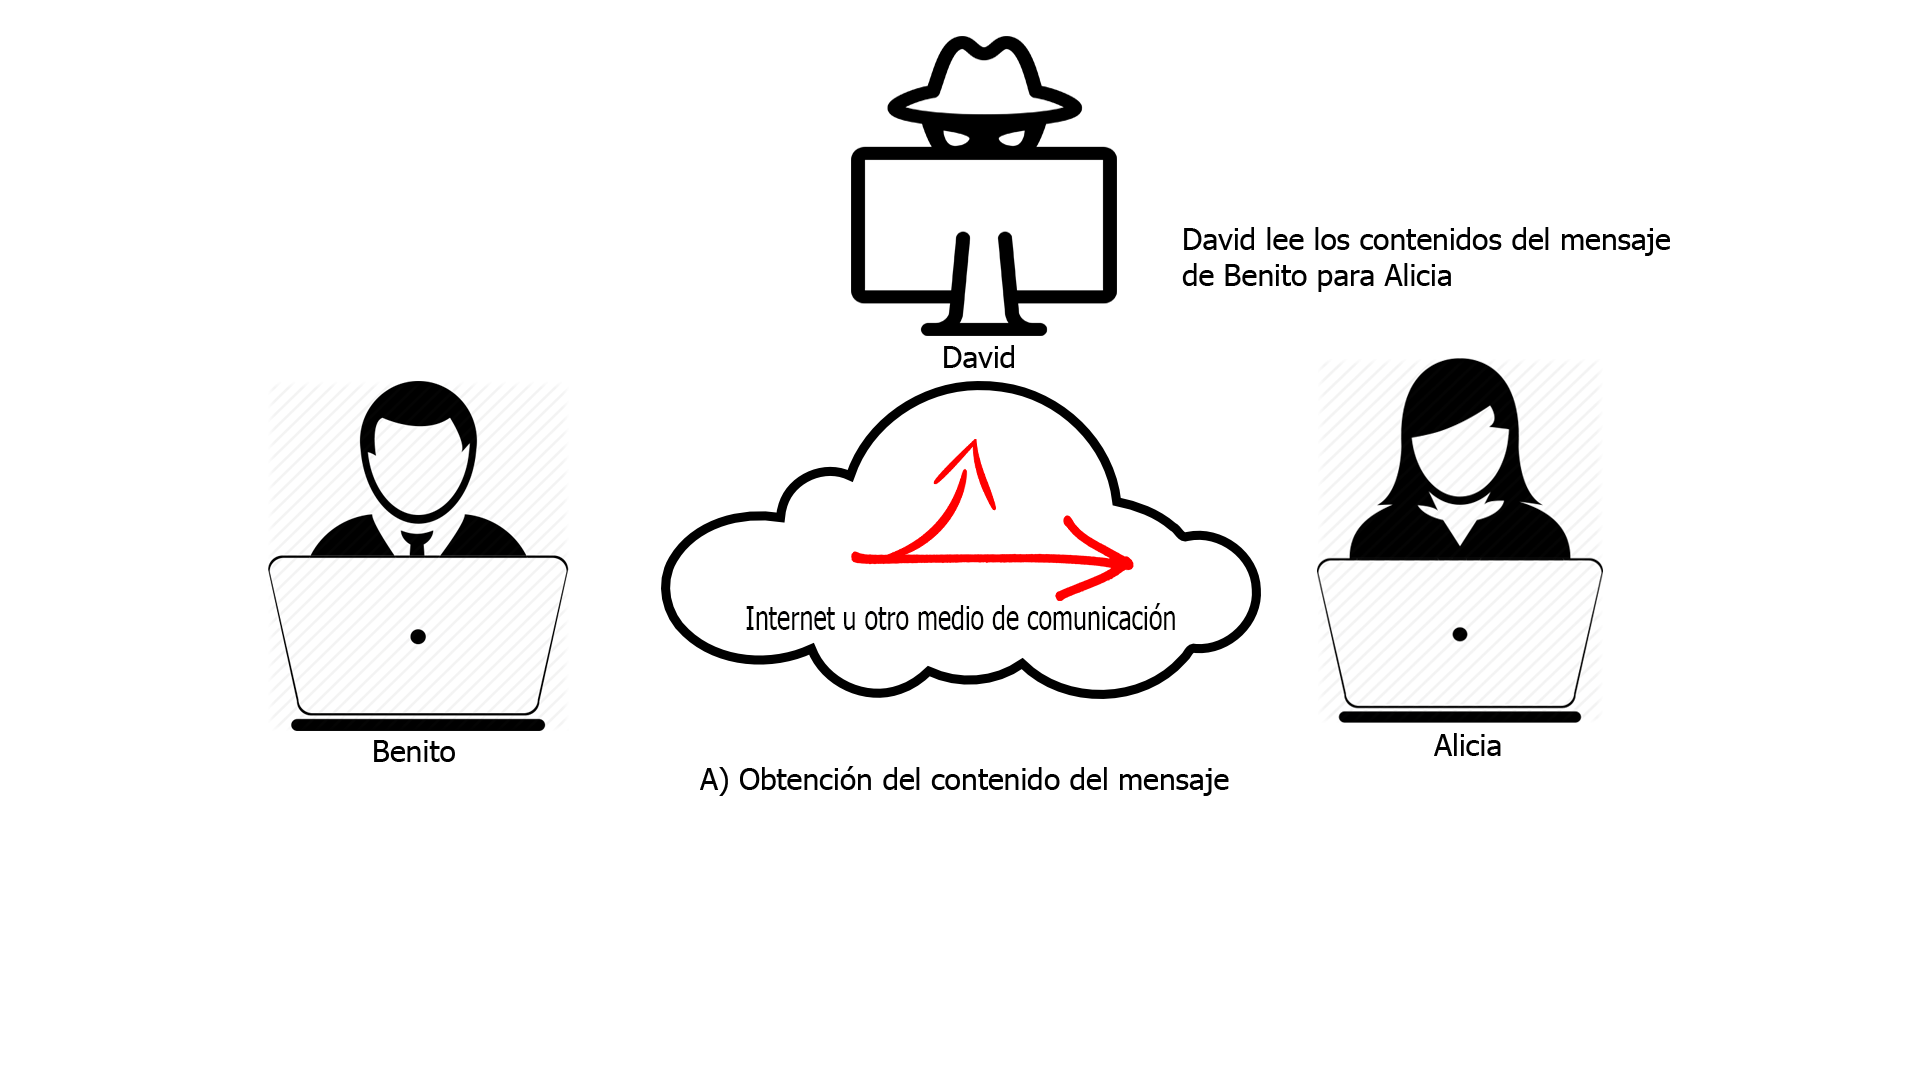 David lee los contenidos del mensaje
de Benito para Alicia
David
Internet u otro medio de comunicación
Benito
Alicia
A) Obtención del contenido del mensaje